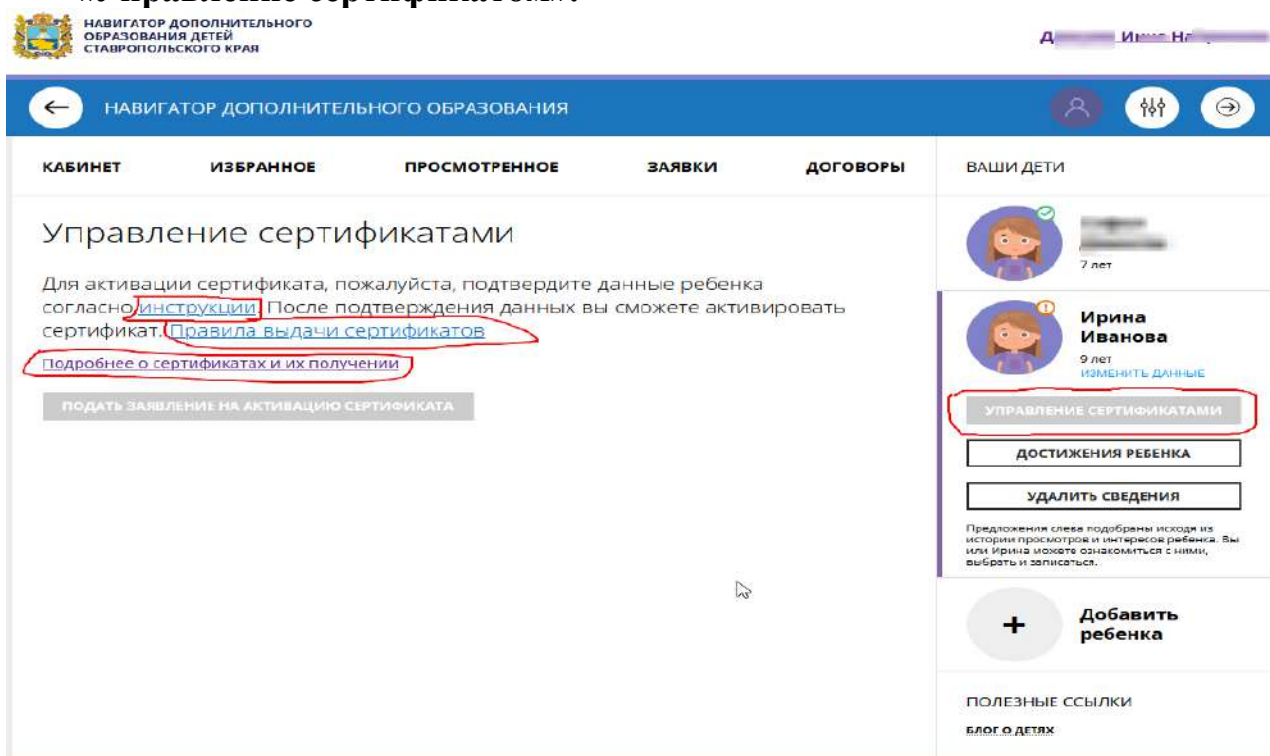 НАВИГАТОР ДОПОЛНИТЕЛЬНОГО
ОБРАЗОВАНИЯ ДЕТЕЙ
СТАВРОПОЛЬСКОГО КРАЯ
НАВИГАТОР ДОПОЛНИТЕЛЬНОГО ОБРАЗОВАНИЯ
КАБИНЕТ ИЗБРАННОЕ ПРОСМОТРЕННОЕ ЗАЯВКИ ДОГОВОРЫ
Управление сертификатами
Для активации сертификата, пожалуйста, подтвердите данные ребенка
согласно инструкции. После подтверждения данных вы сможете активировать
сертификат. Правила выдачи сертификатов
Подробнее о сертификатах и их получении
ПОДАТЬ ЗАЯВЛЕНИЕ НА АКТИВАЦИЮ СЕРТИФИКАТА
ВАШИ ДЕТИ
7 лет
Ирина
Иванова
9 лет
ИЗМЕНИТЬ ДАННЫЕ
УПРАВЛЕНИЕ СЕРТИФИКАТАМИ
ДОСТИЖЕНИЯ РЕБЕНКА
УДАЛИТЬ СВЕДЕНИЯ
Предложения слева подобраны исходя из
истории просмотров и интересов ребенка. Вы
или Ирина можете ознакомиться с ними,
выбрать и записаться.
+ Добавить
ребенка
ПОЛЕЗНЫЕ ССЫЛКИ
БЛОГ О ДЕТЯХ